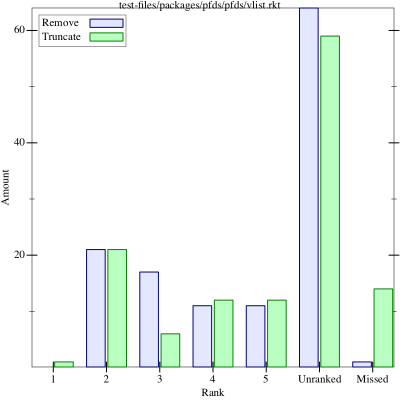 test-files/packages/pfds/pfds/vlist.rkt
Remove
Truncate
60
40
20
Amount
1 2 3 4 5 Unranked Missed
Rank